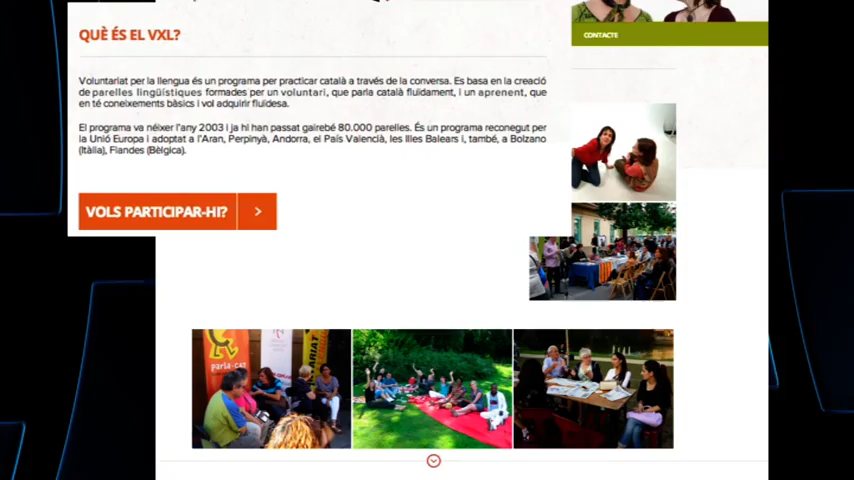 QUÈ ÉS EL VXL?
CONTACTE
Voluntariat per la llengua és un programa per practicar català a través de la conversa. Es basa en la creació
de parelles lingüístiques formades per un voluntari, que parla català fluïdament, i un aprenent, que
en té coneixements bàsics i vol adquirir fluïdesa.
El programa va néixer l'any 2003 i ja hi han passat gairebé 80.000 parelles. És un programa reconegut per
la Unió Europa i adoptat a l'Aran, Perpinyà, Andorra, el País Valencià, les Illes Balears i, també, a Bolzano
(Itàlia), Flandes (Bèlgica).
VOLS PARTICIPAR-HI?
parla·cat